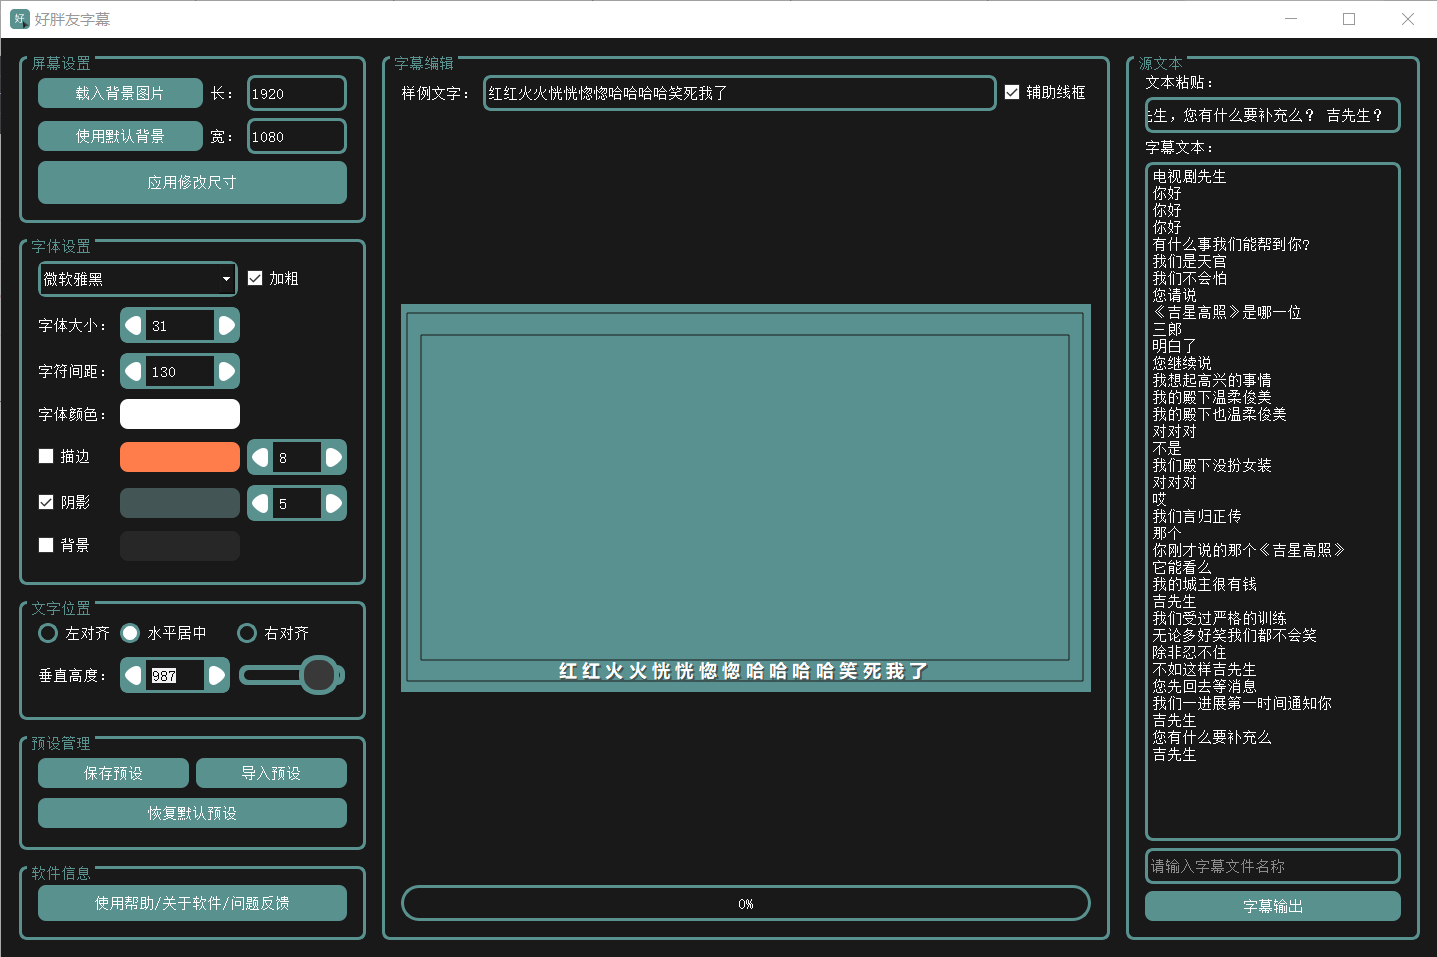 好
好胖友字幕
屏幕设置
载入背景图片
长：
1920
使用默认背景
宽：
1080
应用修改尺寸
字体设置
微软雅黑
加粗
字体大小：
31
字符间距：
130
字体颜色：
描边
8
阴影
5
背景
文字位置
左对齐
水平居中
右对齐
垂直高度：
987
预设管理
保存预设
导入预设
恢复默认预设
软件信息
使用帮助/关于软件/问题反馈
字幕编辑
样例文字：
红红火火恍恍惚惚哈哈哈哈笑死我了
辅助线框
红红火火恍恍惚惚哈哈哈哈笑死我了
0%
源文本
文本粘贴：
先生，您有什么要补充么？ 吉先生？
字幕文本：
电视剧先生
你好
你好
你好
有什么事我们能帮到你?
我们是天官
我们不会怕
您请说
《吉星高照》是哪一位
三郎
明白了
您继续说
我想起高兴的事情
我的殿下温柔俊美
我的殿下也温柔俊美
对对对
不是
我们殿下没扮女装
对对对
哎
我们言归正传
那个
你刚才说的那个《吉星高照》
它能看么
我的城主很有钱
吉先生
我们受过严格的训练
无论多好笑我们都不会笑
除非忍不住
不如这样吉先生
您先回去等消息
我们一进展第一时间通知你
吉先生
您有什么要补充么
吉先生
请输入字幕文件名称
字幕输出